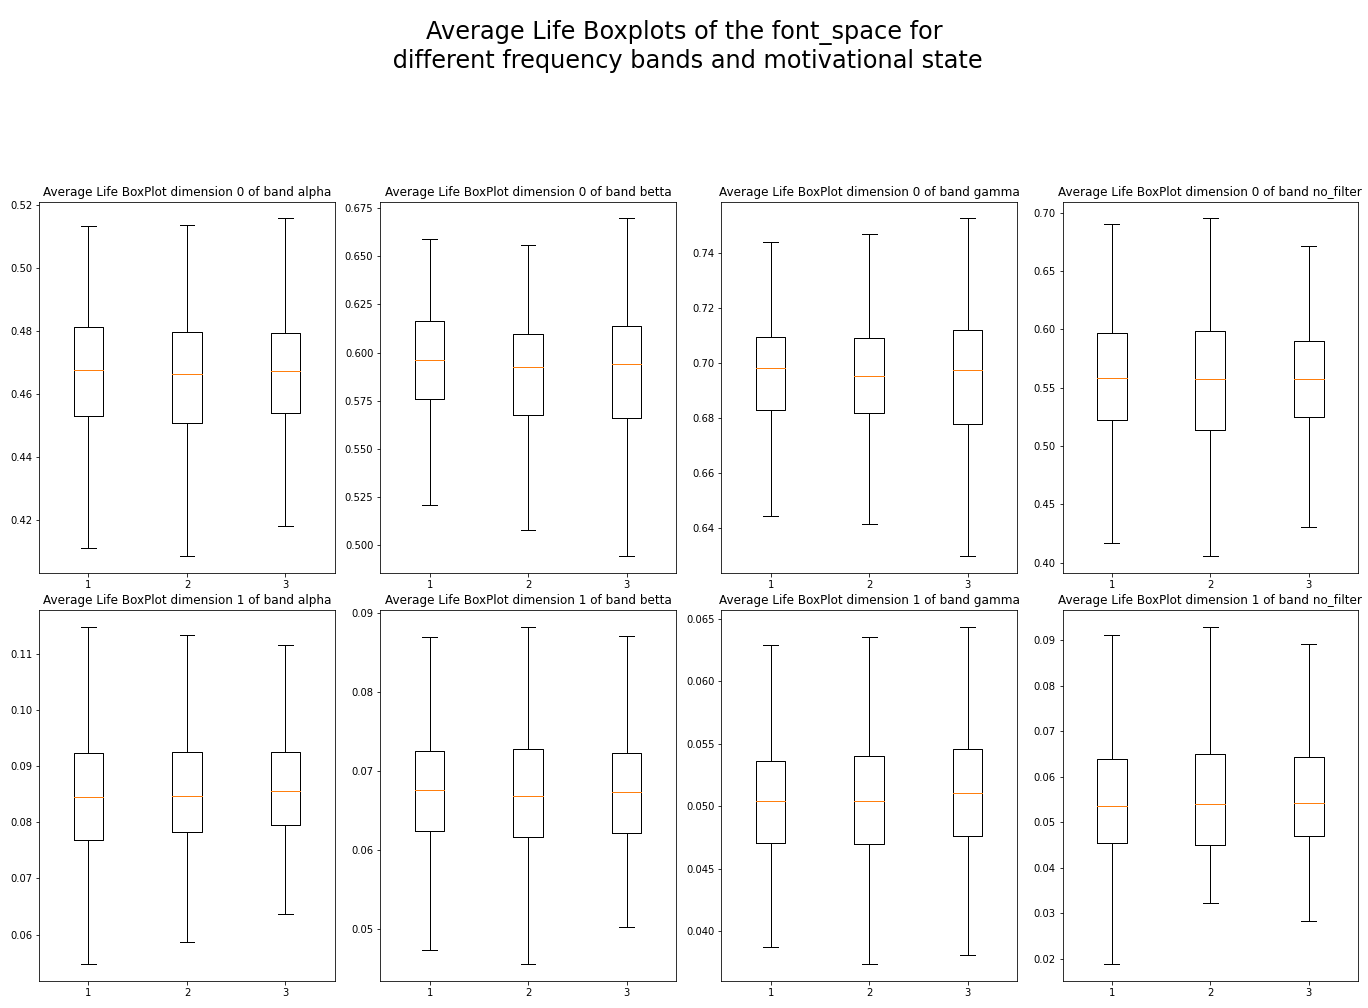 Average Life Boxplots of the font_space for
different frequency bands and motivational state
Average Life BoxPlot dimension 0 of band alpha
0.52
0.50
0.48
0.46
0.44
0.42
1 2 3
Average Life BoxPlot dimension 0 of band betta
0.675
0.650
0.625
0.600
0.575
0.550
0.525
0.500
1 2 3
Average Life BoxPlot dimension 0 of band gamma
0.74
0.72
0.70
0.68
0.66
0.64
1 2 3
Average Life BoxPlot dimension 0 of band no_filter
0.70
0.65
0.60
0.55
0.50
0.45
0.40
1 2 3
Average Life BoxPlot dimension 1 of band alpha
0.11
0.10
0.09
0.08
0.07
0.06
1 2 3
Average Life BoxPlot dimension 1 of band betta
0.09
0.08
0.07
0.06
0.05
1 2 3
Average Life BoxPlot dimension 1 of band gamma
0.065
0.060
0.055
0.050
0.045
0.040
1 2 3
Average Life BoxPlot dimension 1 of band no_filter
0.09
0.08
0.07
0.06
0.05
0.04
0.03
0.02
1 2 3